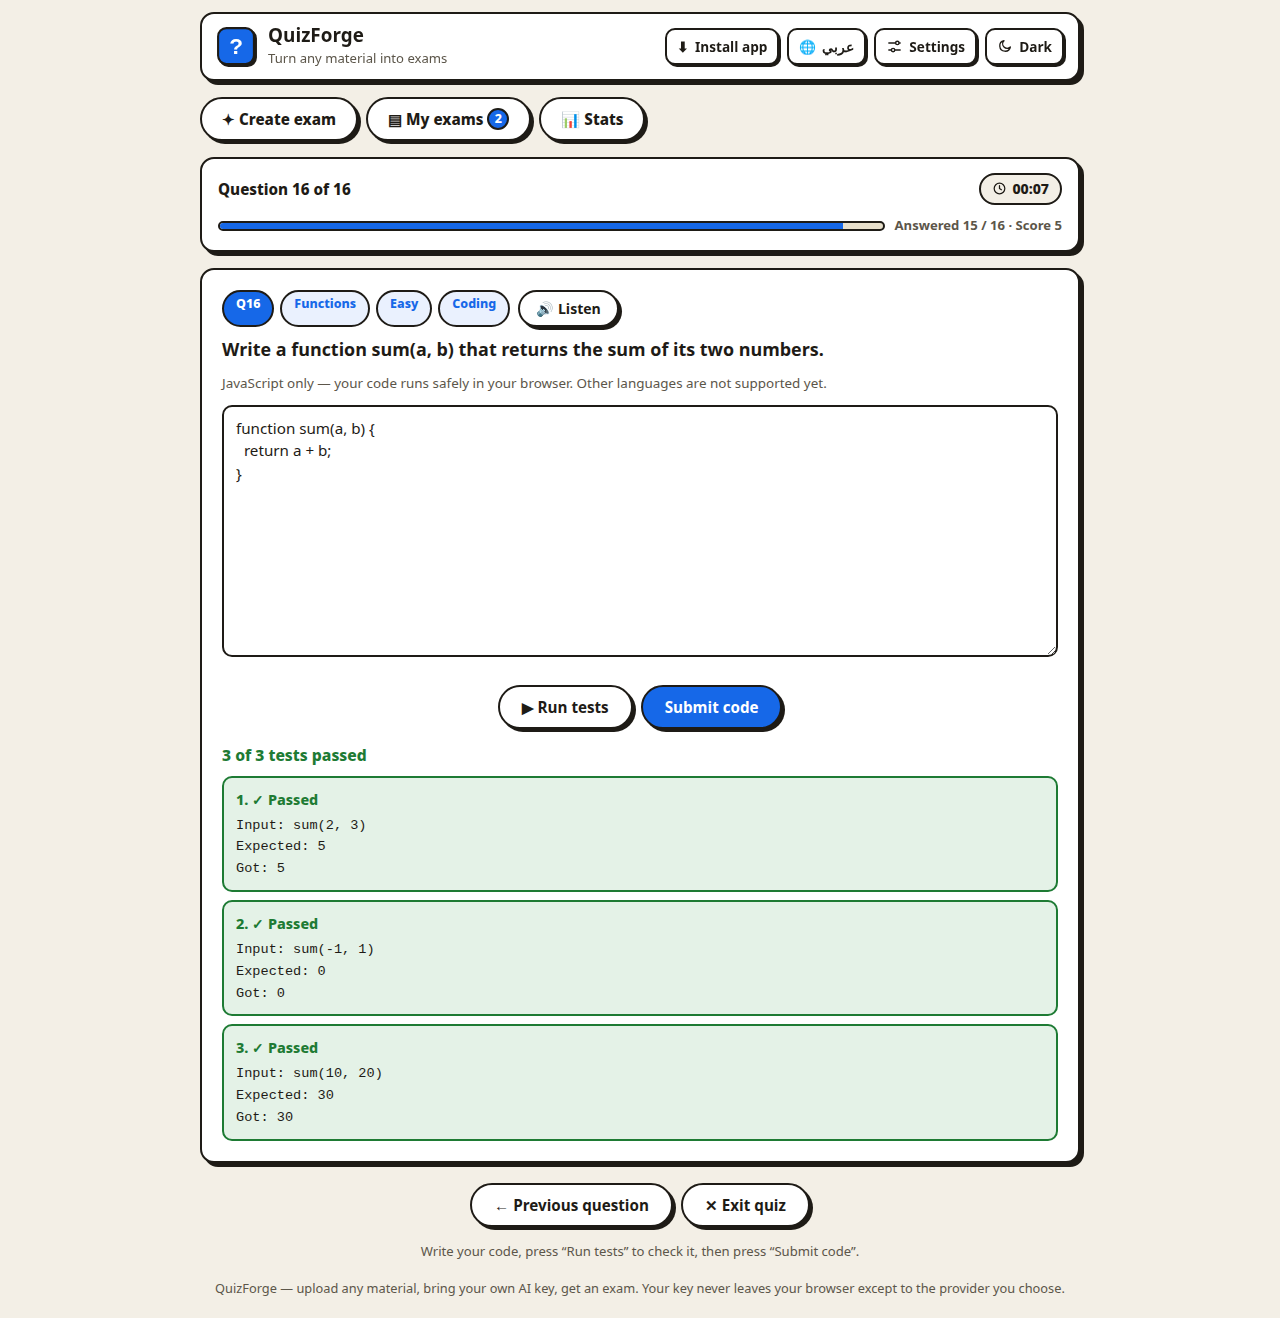 ?
QuizForge
Turn any material into exams
⬇ Install app
🌐 عربي
Settings
Dark
✦ Create exam
▤ My exams 2
📊 Stats
Question 16 of 16
00:07
Answered 15 / 16 · Score 5
Q16
Functions
Easy
Coding
🔊 Listen
Write a function sum(a, b) that returns the sum of its two numbers.
JavaScript only — your code runs safely in your browser. Other languages are not supported yet.
function sum(a, b) {
  return a + b;
}
▶ Run tests
Submit code
3 of 3 tests passed
1. ✓ Passed
Input: sum(2, 3)
Expected: 5
Got: 5
2. ✓ Passed
Input: sum(-1, 1)
Expected: 0
Got: 0
3. ✓ Passed
Input: sum(10, 20)
Expected: 30
Got: 30
← Previous question
✕ Exit quiz
Write your code, press “Run tests” to check it, then press “Submit code”.
QuizForge — upload any material, bring your own AI key, get an exam. Your key never leaves your browser except to the provider you choose.